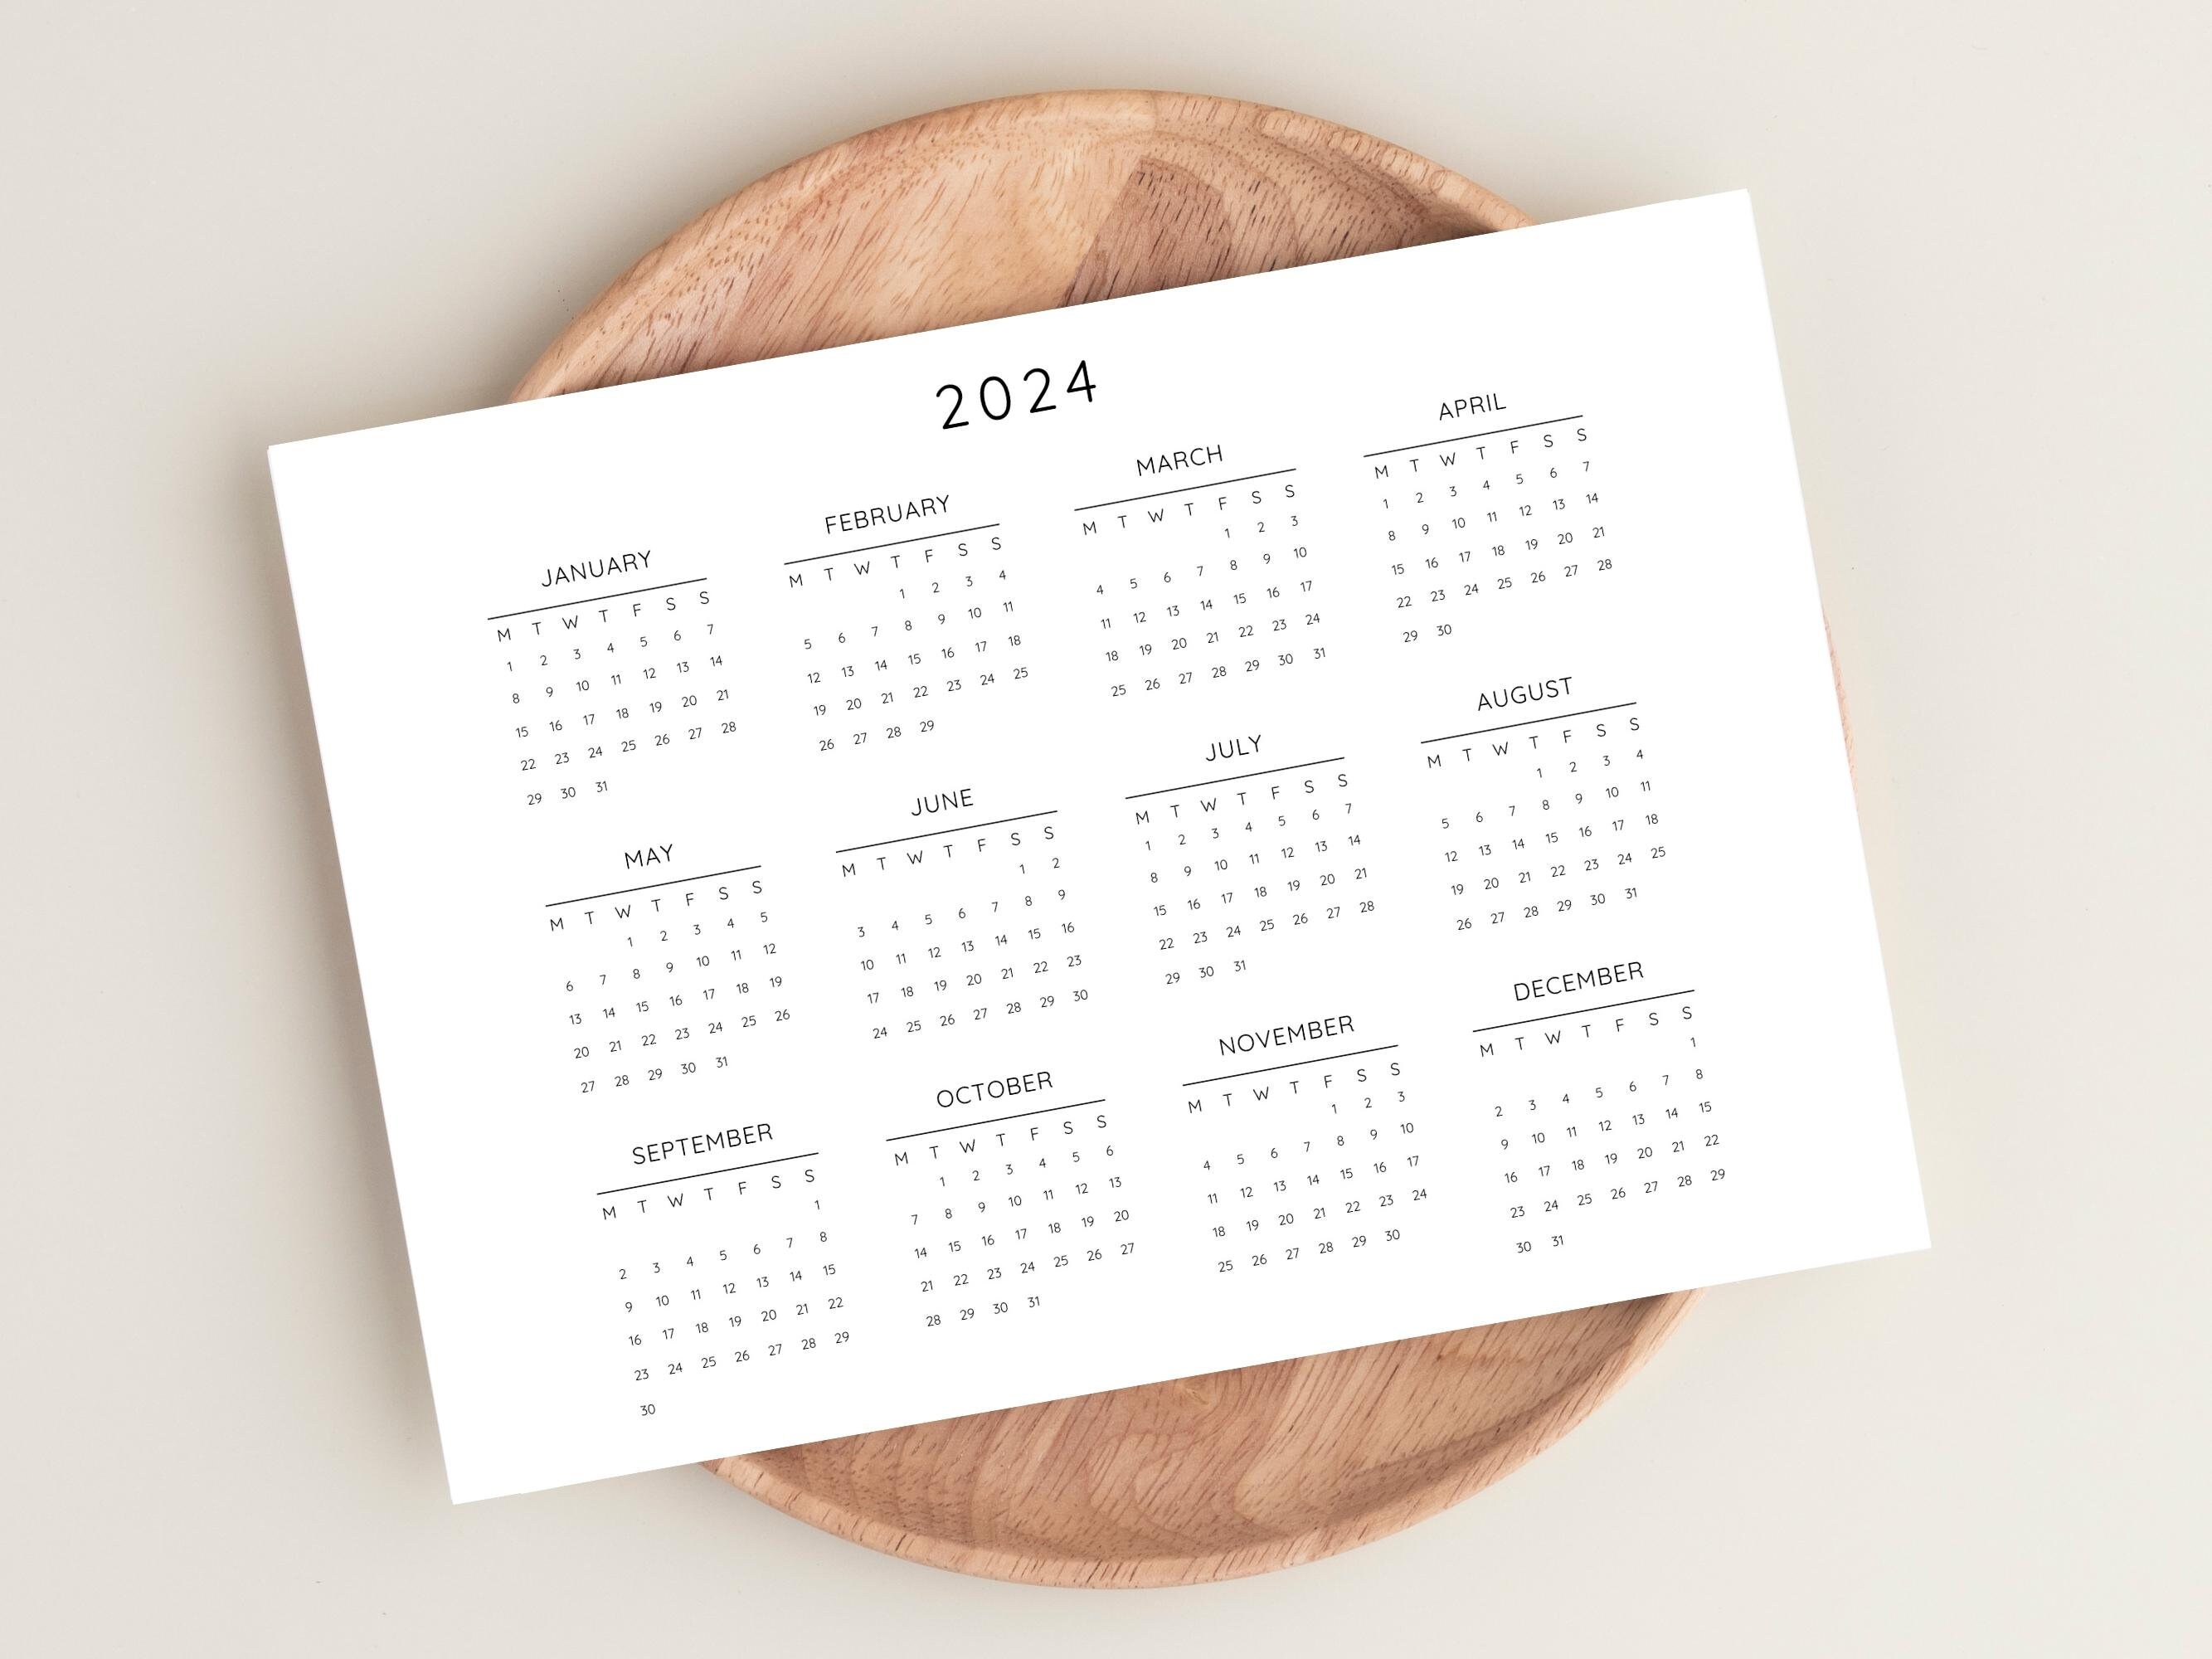 2024
JANUARY
M T W T F S S
1 2 3 4 5 6 7
8 9 10 11 12 13 14
15 16 17 18 19 20 21
22 23 24 25 26 27 28
29 30 31
FEBRUARY
M T W T F S S
1 2 3 4
5 6 7 8 9 10 11
12 13 14 15 16 17 18
19 20 21 22 23 24 25
26 27 28 29
MARCH
M T W T F S S
1 2 3
4 5 6 7 8 9 10
11 12 13 14 15 16 17
18 19 20 21 22 23 24
25 26 27 28 29 30 31
APRIL
M T W T F S S
1 2 3 4 5 6 7
8 9 10 11 12 13 14
15 16 17 18 19 20 21
22 23 24 25 26 27 28
29 30
MAY
M T W T F S S
1 2 3 4 5
6 7 8 9 10 11 12
13 14 15 16 17 18 19
20 21 22 23 24 25 26
27 28 29 30 31
JUNE
M T W T F S S
1 2
3 4 5 6 7 8 9
10 11 12 13 14 15 16
17 18 19 20 21 22 23
24 25 26 27 28 29 30
JULY
M T W T F S S
1 2 3 4 5 6 7
8 9 10 11 12 13 14
15 16 17 18 19 20 21
22 23 24 25 26 27 28
29 30 31
AUGUST
M T W T F S S
1 2 3 4
5 6 7 8 9 10 11
12 13 14 15 16 17 18
19 20 21 22 23 24 25
26 27 28 29 30 31
SEPTEMBER
M T W T F S S
1
2 3 4 5 6 7 8
9 10 11 12 13 14 15
16 17 18 19 20 21 22
23 24 25 26 27 28 29
30
OCTOBER
M T W T F S S
1 2 3 4 5 6
7 8 9 10 11 12 13
14 15 16 17 18 19 20
21 22 23 24 25 26 27
28 29 30 31
NOVEMBER
M T W T F S S
1 2 3
4 5 6 7 8 9 10
11 12 13 14 15 16 17
18 19 20 21 22 23 24
25 26 27 28 29 30
DECEMBER
M T W T F S S
1
2 3 4 5 6 7 8
9 10 11 12 13 14 15
16 17 18 19 20 21 22
23 24 25 26 27 28 29
30 31